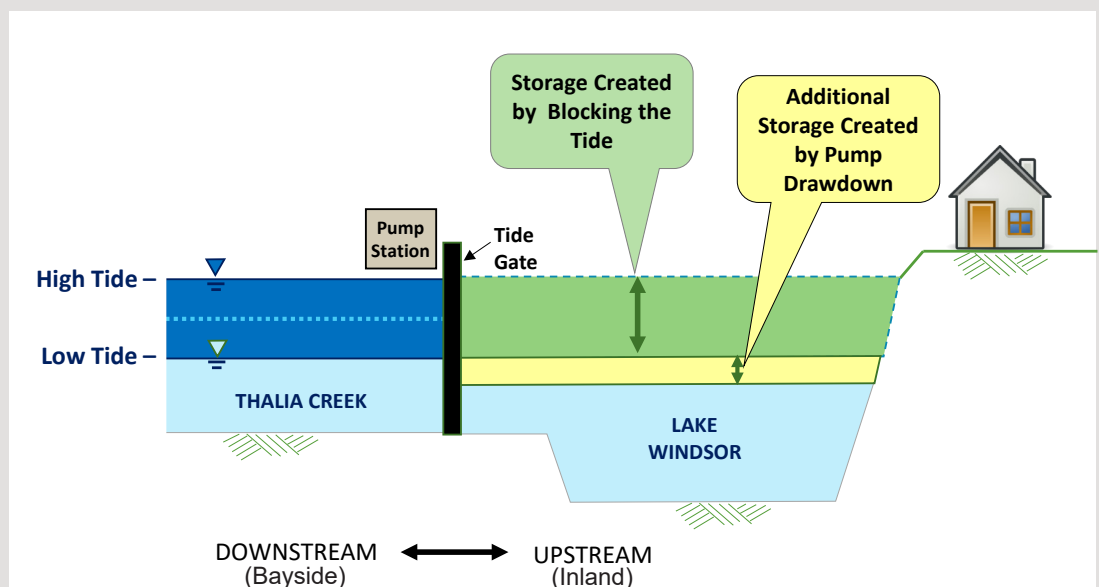 Storage Created
by Blocking the
Tide
Additional
Storage Created
by Pump
Drawdown
Pump
Station
Tide
Gate
High Tide –
Low Tide –
THALIA CREEK
LAKE
WINDSOR
DOWNSTREAM
(Bayside)
UPSTREAM
(Inland)